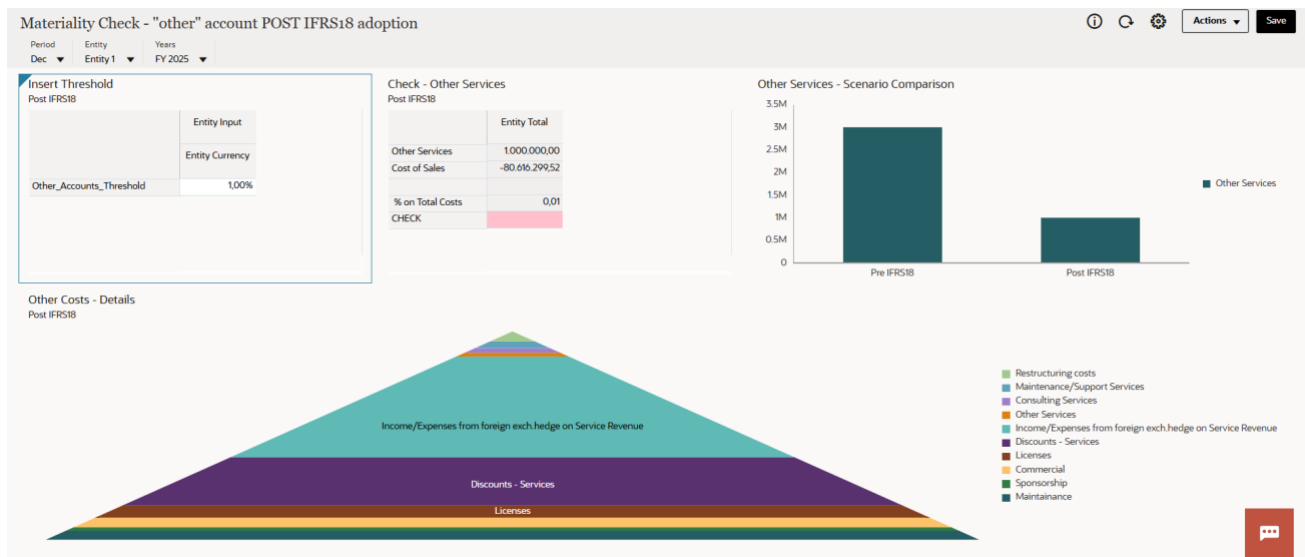 Materiality Check - "other" account POST IFRS18 adoption
Actions
Save
Period
Entity
Years
Dec
Entity 1
FY 2025
Insert Threshold
Post IFRS18
Entity Input
Entity Currency
Other_Accounts_Threshold
1,00%
Check - Other Services
Post IFRS18
Entity Total
Other Services
1.000.000,00
Cost of Sales
-80.616.299,52
% on Total Costs
0,01
CHECK
Other Services - Scenario Comparison
3.5M
3M
2.5M
2M
1.5M
1M
0.5M
0
Pre IFRS18
Post IFRS18
Other Services
Other Costs - Details
Post IFRS18
Income/Expenses from foreign exch.hedge on Service Revenue
Discounts - Services
Licenses
Restructuring costs
Maintenance/Support Services
Consulting Services
Other Services
Income/Expenses from foreign exch.hedge on Service Revenue
Discounts - Services
Licenses
Commercial
Sponsorship
Maintainance